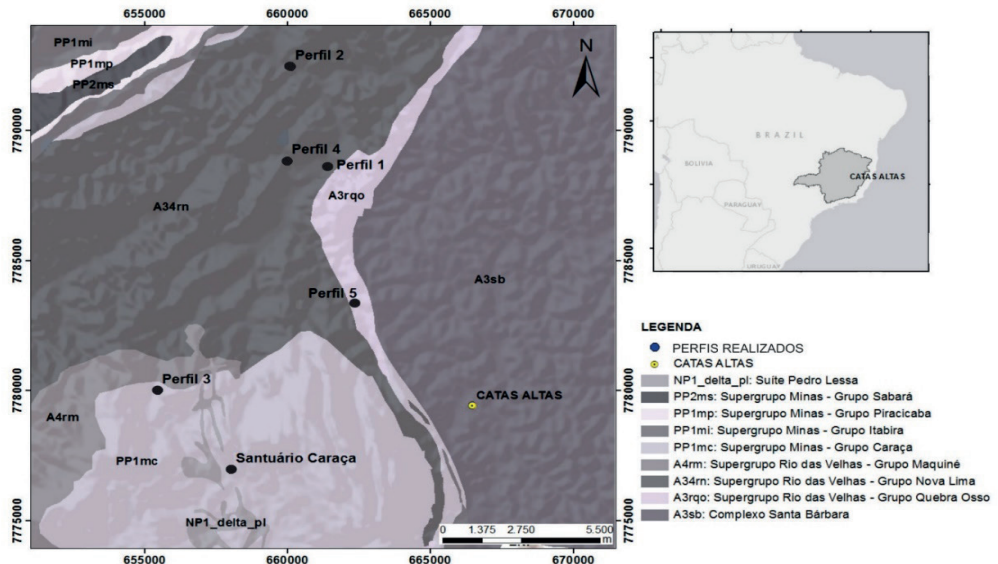 655000 660000 665000 670000
7790000
7785000
7780000
7775000
PP1mi
PP1mp
PP2ms
Perfil 2
N
Perfil 4
Perfil 1
A3rqo
A34rn
A3sb
Perfil 5
Perfil 3
A4rm
CATAS ALTAS
PP1mc
Santuário Caraça
NP1_delta_pl
0 1.375 2.750 5.500
m
655000 660000 665000 670000
7790000
7785000
7780000
7775000
BRAZIL
BOLIVIA
CATAS ALTAS
PARAGUAY
URUGUAY
LEGENDA
PERFIS REALIZADOS
CATAS ALTAS
NP1_delta_pl: Suíte Pedro Lessa
PP2ms: Supergrupo Minas - Grupo Sabará
PP1mp: Supergrupo Minas - Grupo Piracicaba
PP1mi: Supergrupo Minas - Grupo Itabira
PP1mc: Supergrupo Minas - Grupo Caraça
A4rm: Supergrupo Rio das Velhas - Grupo Maquiné
A34rn: Supergrupo Rio das Velhas - Grupo Nova Lima
A3rqo: Supergrupo Rio das Velhas - Grupo Quebra Osso
A3sb: Complexo Santa Bárbara